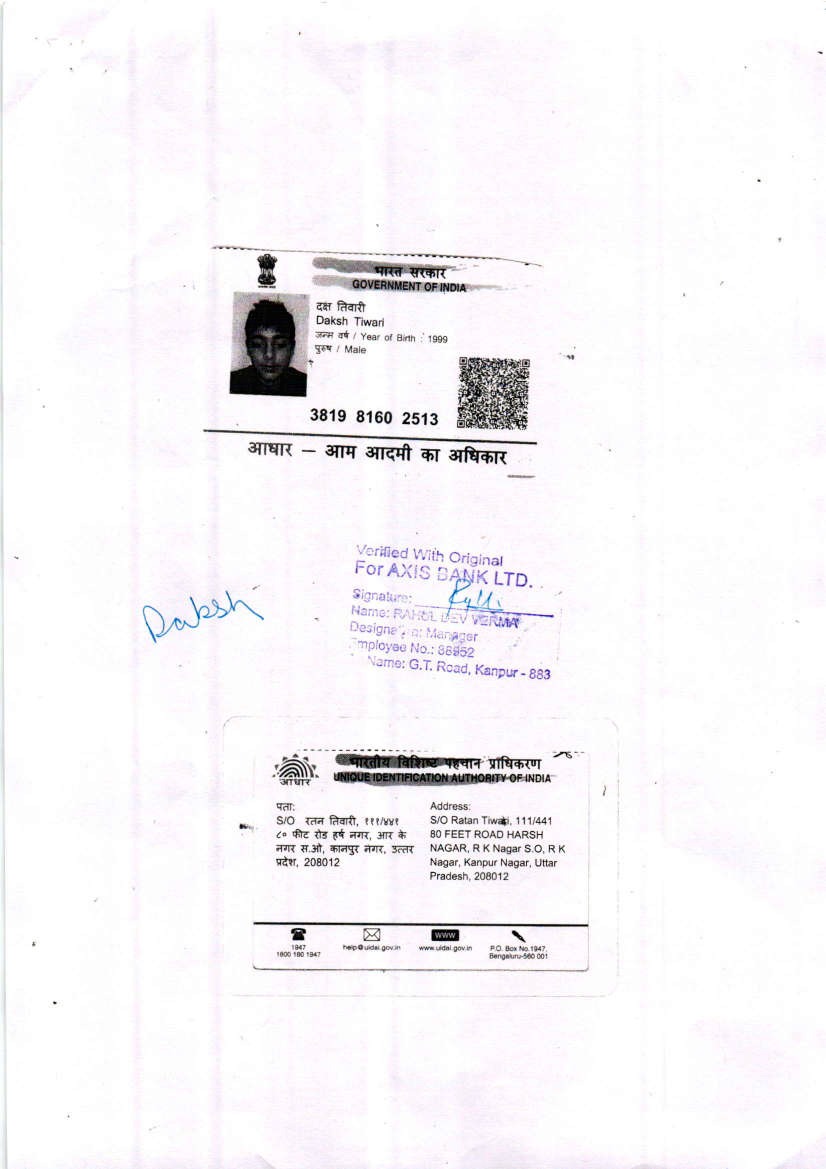 भारत सरकार
GOVERNMENT OF INDIA
दक्ष तिवारी
Daksh Tiwari
जन्म वर्ष / Year of Birth : 1999
पुरुष / Male
3819 8160 2513
आधार – आम आदमी का अधिकार
Verified With Original
For AXIS BANK LTD.
Signature:
Name: RAHUL DEV VERMA
Designation: Manager
Employee No.: 88952
Name: G.T. Road, Kanpur - 883
Daksh
भारतीय विशिष्ट पहचान प्राधिकरण
आधार
UNIQUE IDENTIFICATION AUTHORITY OF INDIA
पता:
S/O रतन तिवारी, १११/४४१
८० फीट रोड हर्ष नगर, आर के
नगर स.ओ, कानपुर नगर, उत्तर
प्रदेश, 208012
Address:
S/O Ratan Tiwari, 111/441
80 FEET ROAD HARSH
NAGAR, R K Nagar S.O, R K
Nagar, Kanpur Nagar, Uttar
Pradesh, 208012
1947
1800 180 1947
help@uidai.gov.in
www
www.uidai.gov.in
P.O. Box No.1947,
Bengaluru-560 001